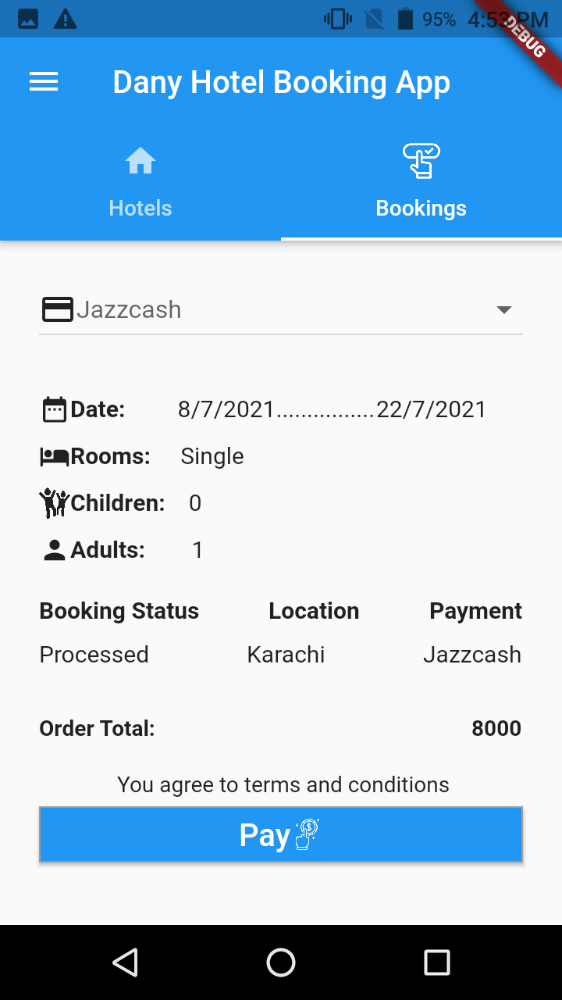 95% 4:53 PM
DEBUG
Dany Hotel Booking App
Hotels Bookings
Jazzcash
Date: 8/7/2021................22/7/2021
Rooms: Single
Children: 0
Adults: 1
Booking Status Location Payment
Processed Karachi Jazzcash
Order Total: 8000
You agree to terms and conditions
Pay